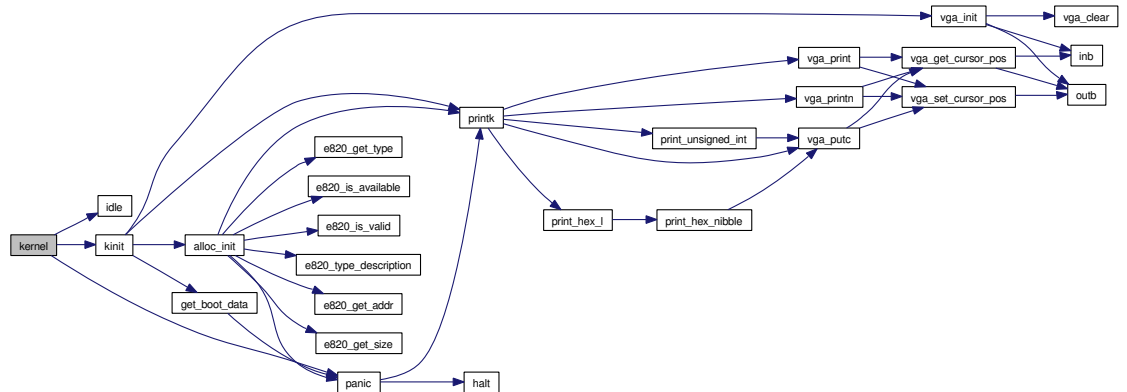 vga_init
vga_clear
inb
vga_print
vga_get_cursor_pos
outb
vga_printn
vga_set_cursor_pos
printk
print_unsigned_int
vga_putc
e820_get_type
e820_is_available
idle
print_hex_l
print_hex_nibble
e820_is_valid
kernel
kinit
alloc_init
e820_type_description
get_boot_data
e820_get_addr
e820_get_size
panic
halt